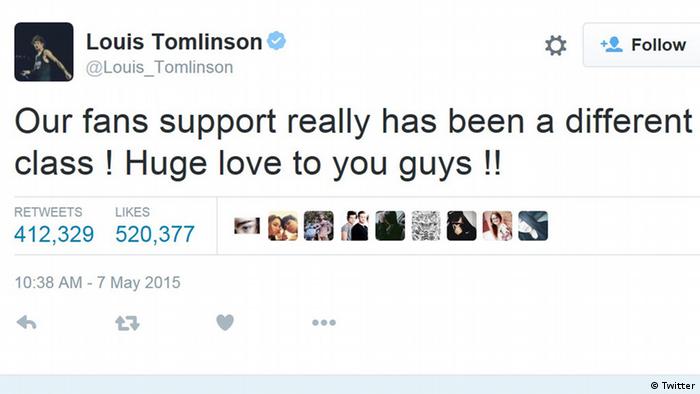 Louis Tomlinson
@Louis_Tomlinson
Follow
Our fans support really has been a different
class ! Huge love to you guys !!
RETWEETS LIKES
412,329 520,377
10:38 AM - 7 May 2015
© Twitter